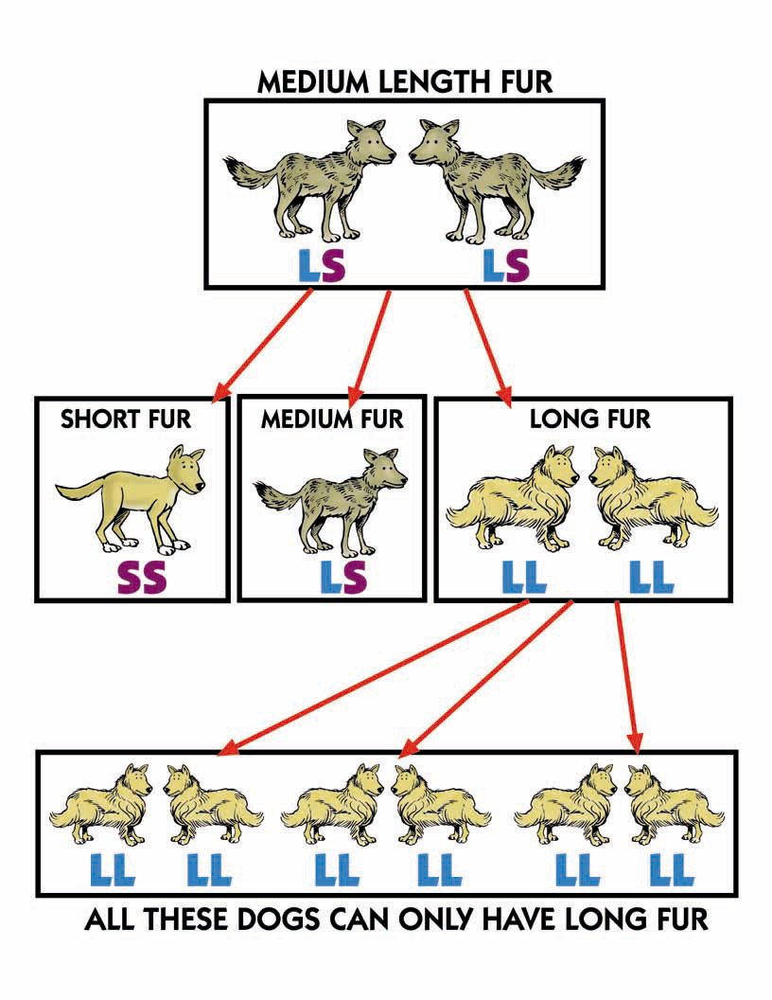 MEDIUM LENGTH FUR
LS LS
SHORT FUR
SS
MEDIUM FUR
LS
LONG FUR
LL LL
LL LL LL LL LL LL
ALL THESE DOGS CAN ONLY HAVE LONG FUR